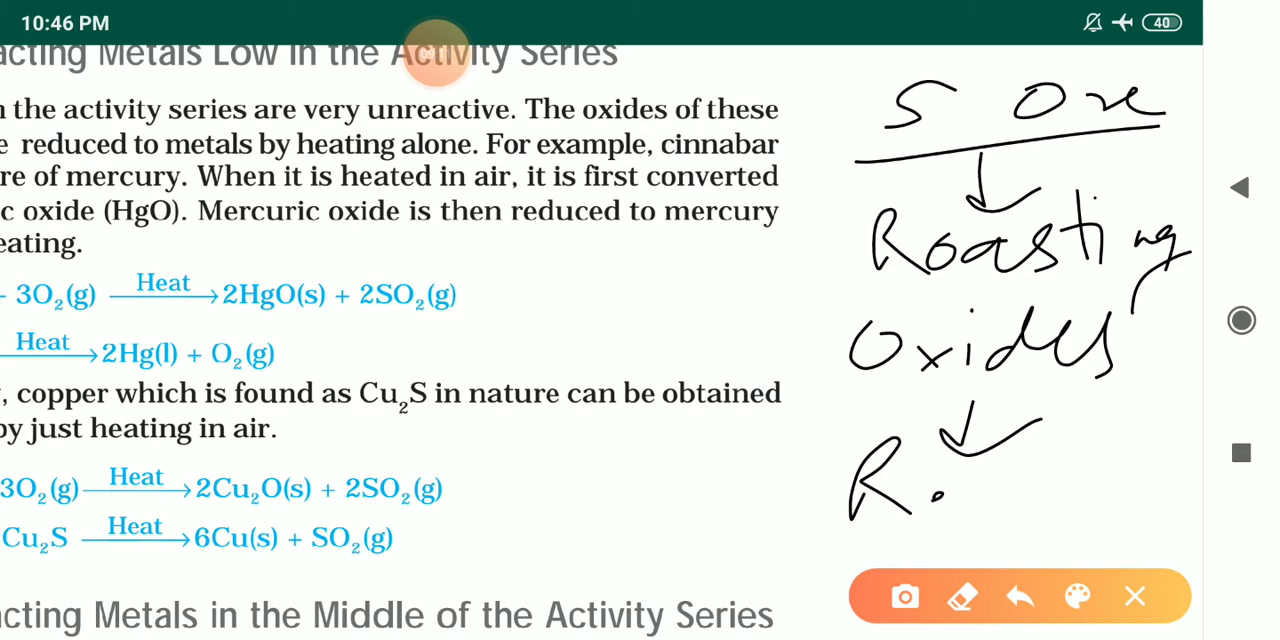 10:46 PM
40
acting Metals Low in the Activity Series
n the activity series are very unreactive. The oxides of these
e reduced to metals by heating alone. For example, cinnabar
re of mercury. When it is heated in air, it is first converted
c oxide (HgO). Mercuric oxide is then reduced to mercury
eating.
3O₂(g) Heat → 2HgO(s) + 2SO₂(g)
Heat → 2Hg(l) + O₂(g)
, copper which is found as Cu₂S in nature can be obtained
by just heating in air.
3O₂(g) Heat → 2Cu₂O(s) + 2SO₂(g)
Cu₂S Heat → 6Cu(s) + SO₂(g)
acting Metals in the Middle of the Activity Series
S Ore
Roasting
Oxides
R.